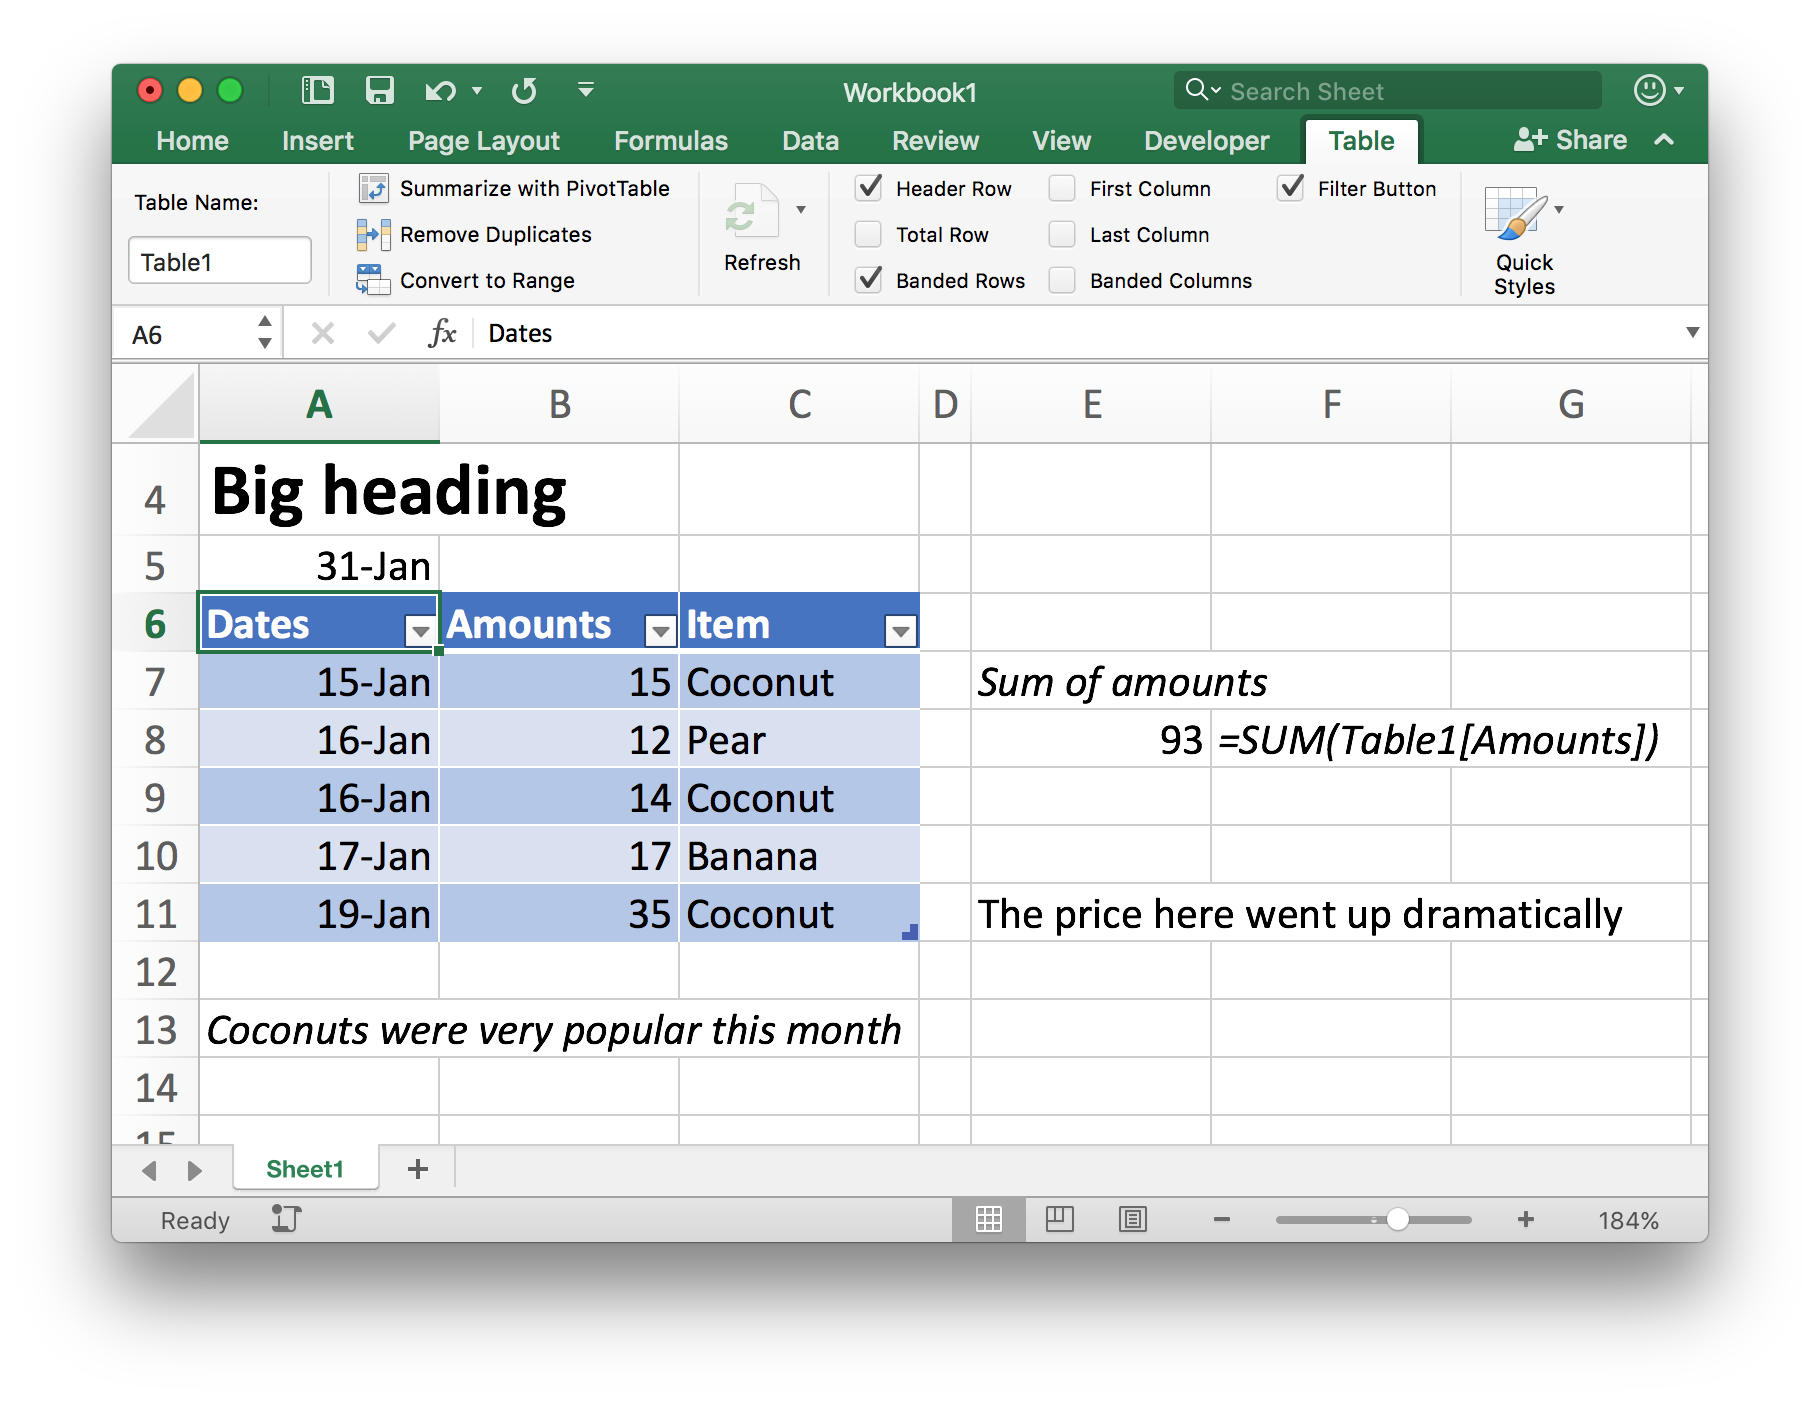 Workbook1
Search Sheet
Home Insert Page Layout Formulas Data Review View Developer Table Share
Table Name:
Table1
Summarize with PivotTable
Remove Duplicates
Convert to Range
Refresh
Header Row First Column Filter Button
Total Row Last Column
Banded Rows Banded Columns
Quick
Styles
A6 fx Dates
A B C D E F G
4 Big heading
5 31-Jan
6 Dates Amounts Item
7 15-Jan 15 Coconut Sum of amounts
8 16-Jan 12 Pear 93 =SUM(Table1[Amounts])
9 16-Jan 14 Coconut
10 17-Jan 17 Banana
11 19-Jan 35 Coconut The price here went up dramatically
12
13 Coconuts were very popular this month
14
15
Sheet1 +
Ready 184%